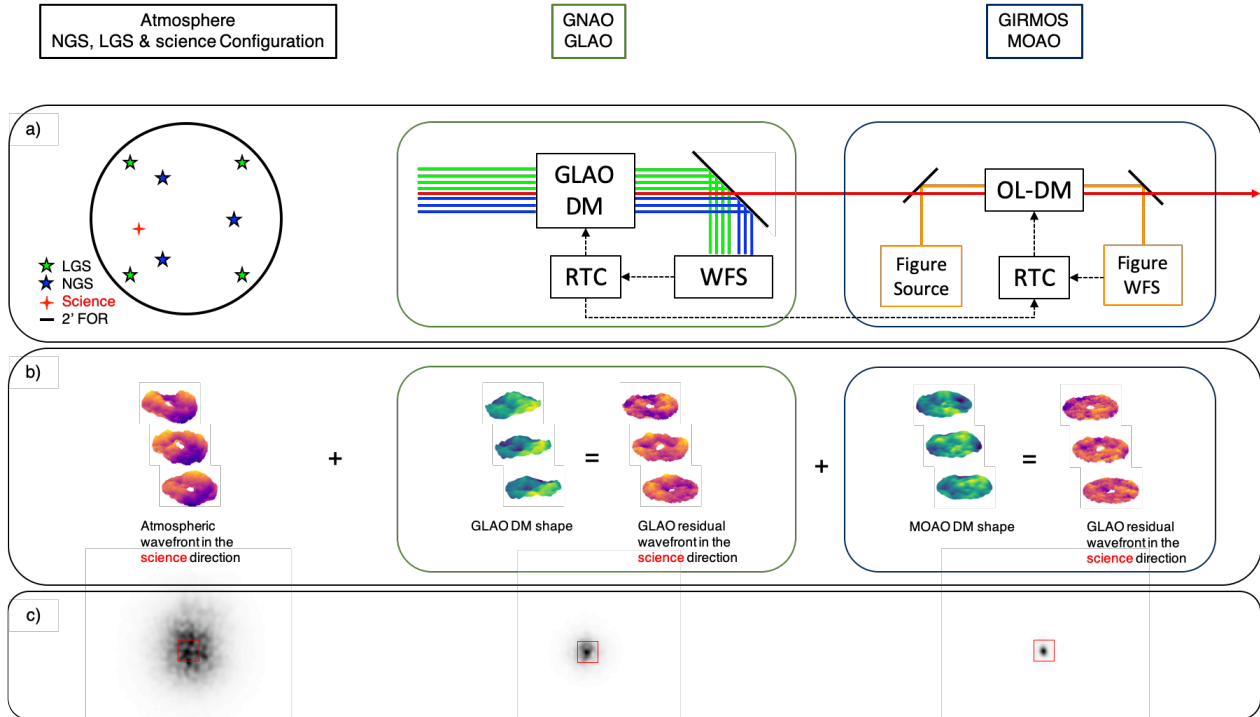 Atmosphere
NGS, LGS & science Configuration
GNAO
GLAO
GIRMOS
MOAO
a)
LGS
NGS
Science
2' FOR
GLAO
DM
RTC
WFS
OL-DM
Figure
Source
RTC
Figure
WFS
b)
+
=
+
=
Atmospheric
wavefront in the
science direction
GLAO DM shape
GLAO residual
wavefront in the
science direction
MOAO DM shape
GLAO residual
wavefront in the
science direction
c)